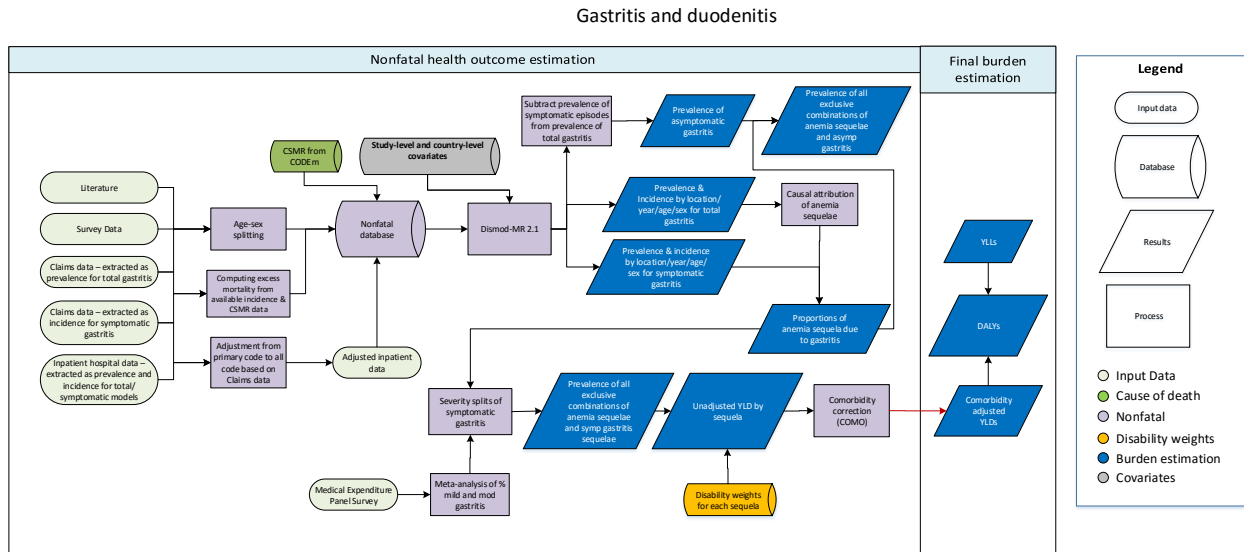 Gastritis and duodenitis
Nonfatal health outcome estimation
Final burden
estimation
Legend
Input data
Database
Results
Process
Input Data
Cause of death
Nonfatal
Disability weights
Burden estimation
Covariates
Literature
Survey Data
Claims data – extracted as
prevalence for total gastritis
Claims data – extracted as
incidence for symptomatic
gastritis
Inpatient hospital data –
extracted as prevalence and
incidence for total/
symptomatic models
Age-sex
splitting
Computing excess
mortality from
available incidence &
CSMR data
Adjustment from
primary code to all
code based on
Claims data
Adjusted inpatient
data
CSMR from
CODEm
Nonfatal
database
Study-level and country-level
covariates
Dismod-MR 2.1
Subtract prevalence of
symptomatic episodes
from prevalence of
total gastritis
Prevalence of
asymptomatic
gastritis
Prevalence of all
exclusive
combinations of
anemia sequelae
and asymp gastritis
Prevalence &
Incidence by location/
year/age/sex for total
gastritis
Causal attribution
of anemia
sequelae
Prevalence & incidence
by location/year/age/
sex for symptomatic
gastritis
Proportions of
anemia sequela due
to gastritis
Severity splits of
symptomatic
gastritis
Prevalence of all
exclusive
combinations of
anemia sequelae
and symp gastritis
sequelae
Unadjusted YLD by
sequela
Comorbidity
correction
(COMO)
Comorbidity
adjusted
YLDs
YLLs
DALYs
Medical Expenditure
Panel Survey
Meta-analysis of %
mild and mod
gastritis
Disability weights
for each sequela